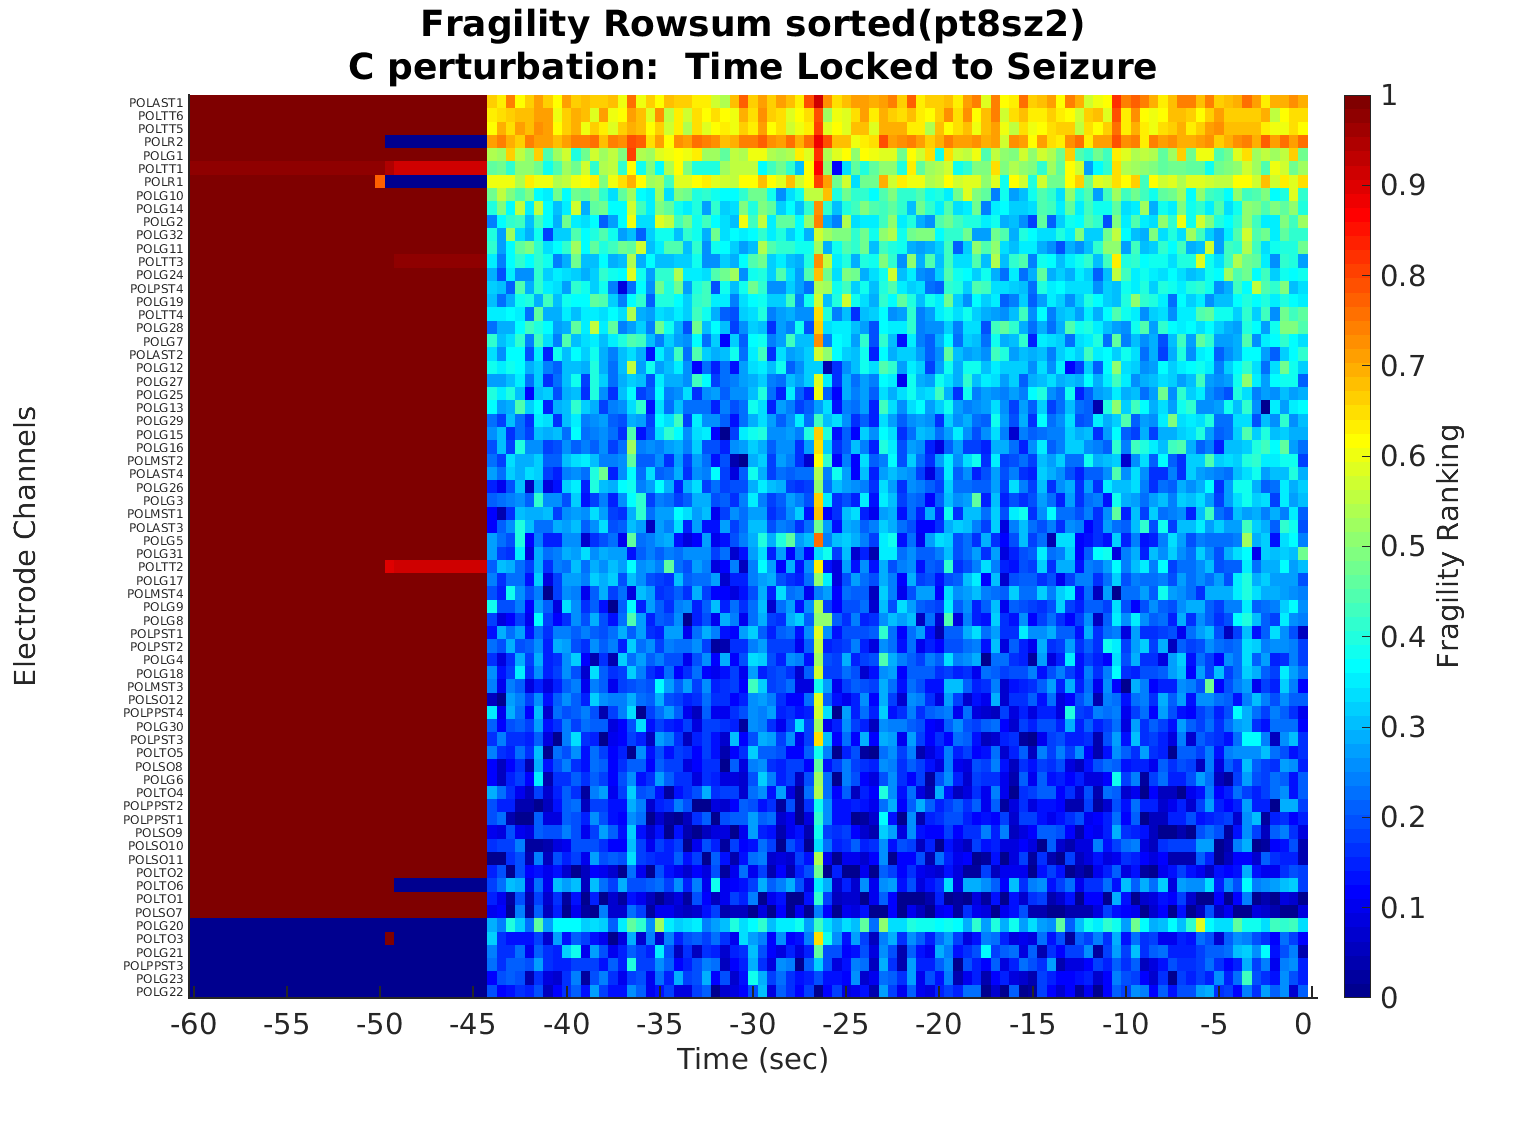 Fragility Rowsum sorted(pt8sz2)
C perturbation:  Time Locked to Seizure
Electrode Channels
POLAST1
POLTT6
POLTT5
POLR2
POLG1
POLTT1
POLR1
POLG10
POLG14
POLG2
POLG32
POLG11
POLTT3
POLG24
POLPST4
POLG19
POLTT4
POLG28
POLG7
POLAST2
POLG12
POLG27
POLG25
POLG13
POLG29
POLG15
POLG16
POLMST2
POLAST4
POLG26
POLG3
POLMST1
POLAST3
POLG5
POLG31
POLTT2
POLG17
POLMST4
POLG9
POLG8
POLPST1
POLPST2
POLG4
POLG18
POLMST3
POLSO12
POLPPST4
POLG30
POLPST3
POLTO5
POLSO8
POLG6
POLTO4
POLPPST2
POLPPST1
POLSO9
POLSO10
POLSO11
POLTO2
POLTO6
POLTO1
POLSO7
POLG20
POLTO3
POLG21
POLPPST3
POLG23
POLG22
-60 -55 -50 -45 -40 -35 -30 -25 -20 -15 -10 -5 0
Time (sec)
1
0.9
0.8
0.7
0.6
0.5
0.4
0.3
0.2
0.1
0
Fragility Ranking